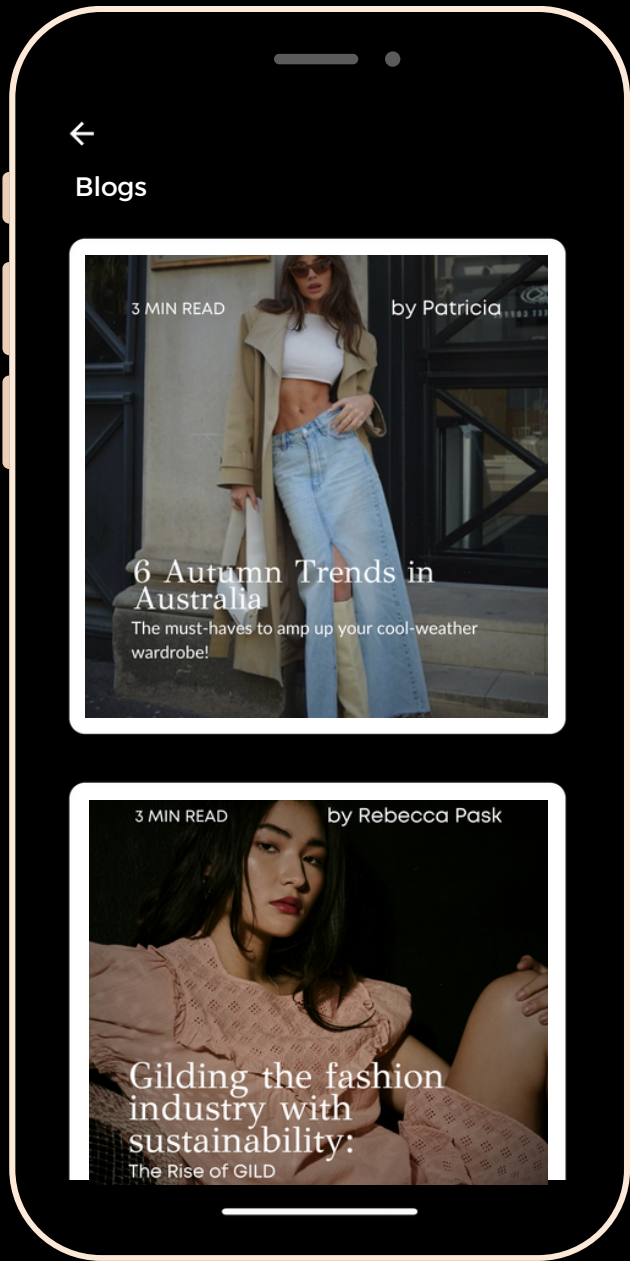 Blogs
3 MIN READ
by Patricia
6 Autumn Trends in
Australia
The must-haves to amp up your cool-weather
wardrobe!
3 MIN READ
by Rebecca Pask
Gilding the fashion
industry with
sustainability:
The Rise of GILD